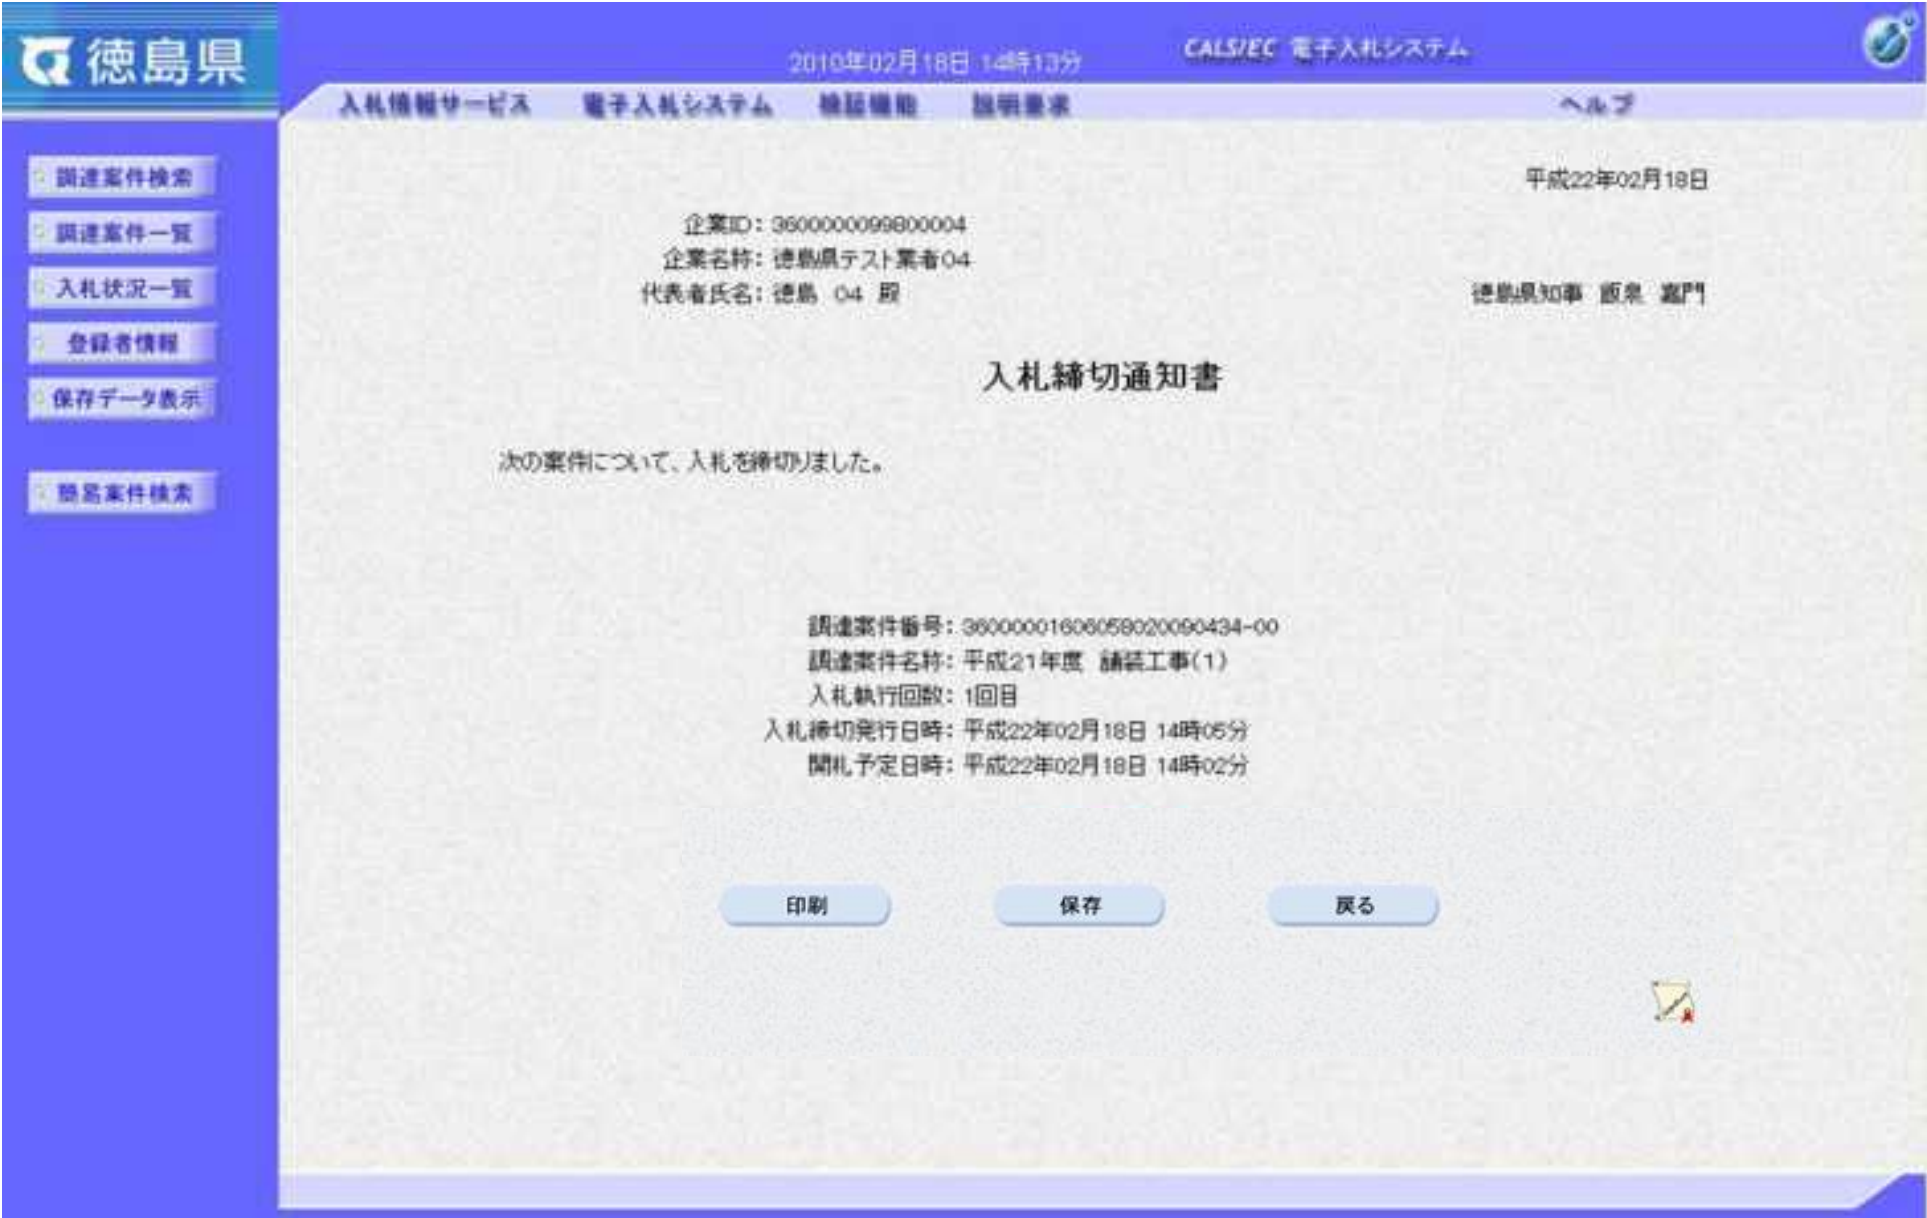 徳島県
2010年02月18日 14時13分
CALS/EC 電子入札システム
入札情報サービス 電子入札システム 検証機能 説明要求 ヘルプ
調達案件検索
調達案件一覧
入札状況一覧
登録者情報
保存データ表示
簡易案件検索
平成22年02月18日
企業ID：3600000099800004
企業名称：徳島県テスト業者04
代表者氏名：徳島 04 殿
徳島県知事 飯泉 嘉門
入札締切通知書
次の案件について、入札を締切りました。
調達案件番号：3600000160605802009​0434-00
調達案件名称：平成21年度 舗装工事（1）
入札執行回数：1回目
入札締切発行日時：平成22年02月18日 14時05分
開札予定日時：平成22年02月18日 14時02分
印刷
保存
戻る